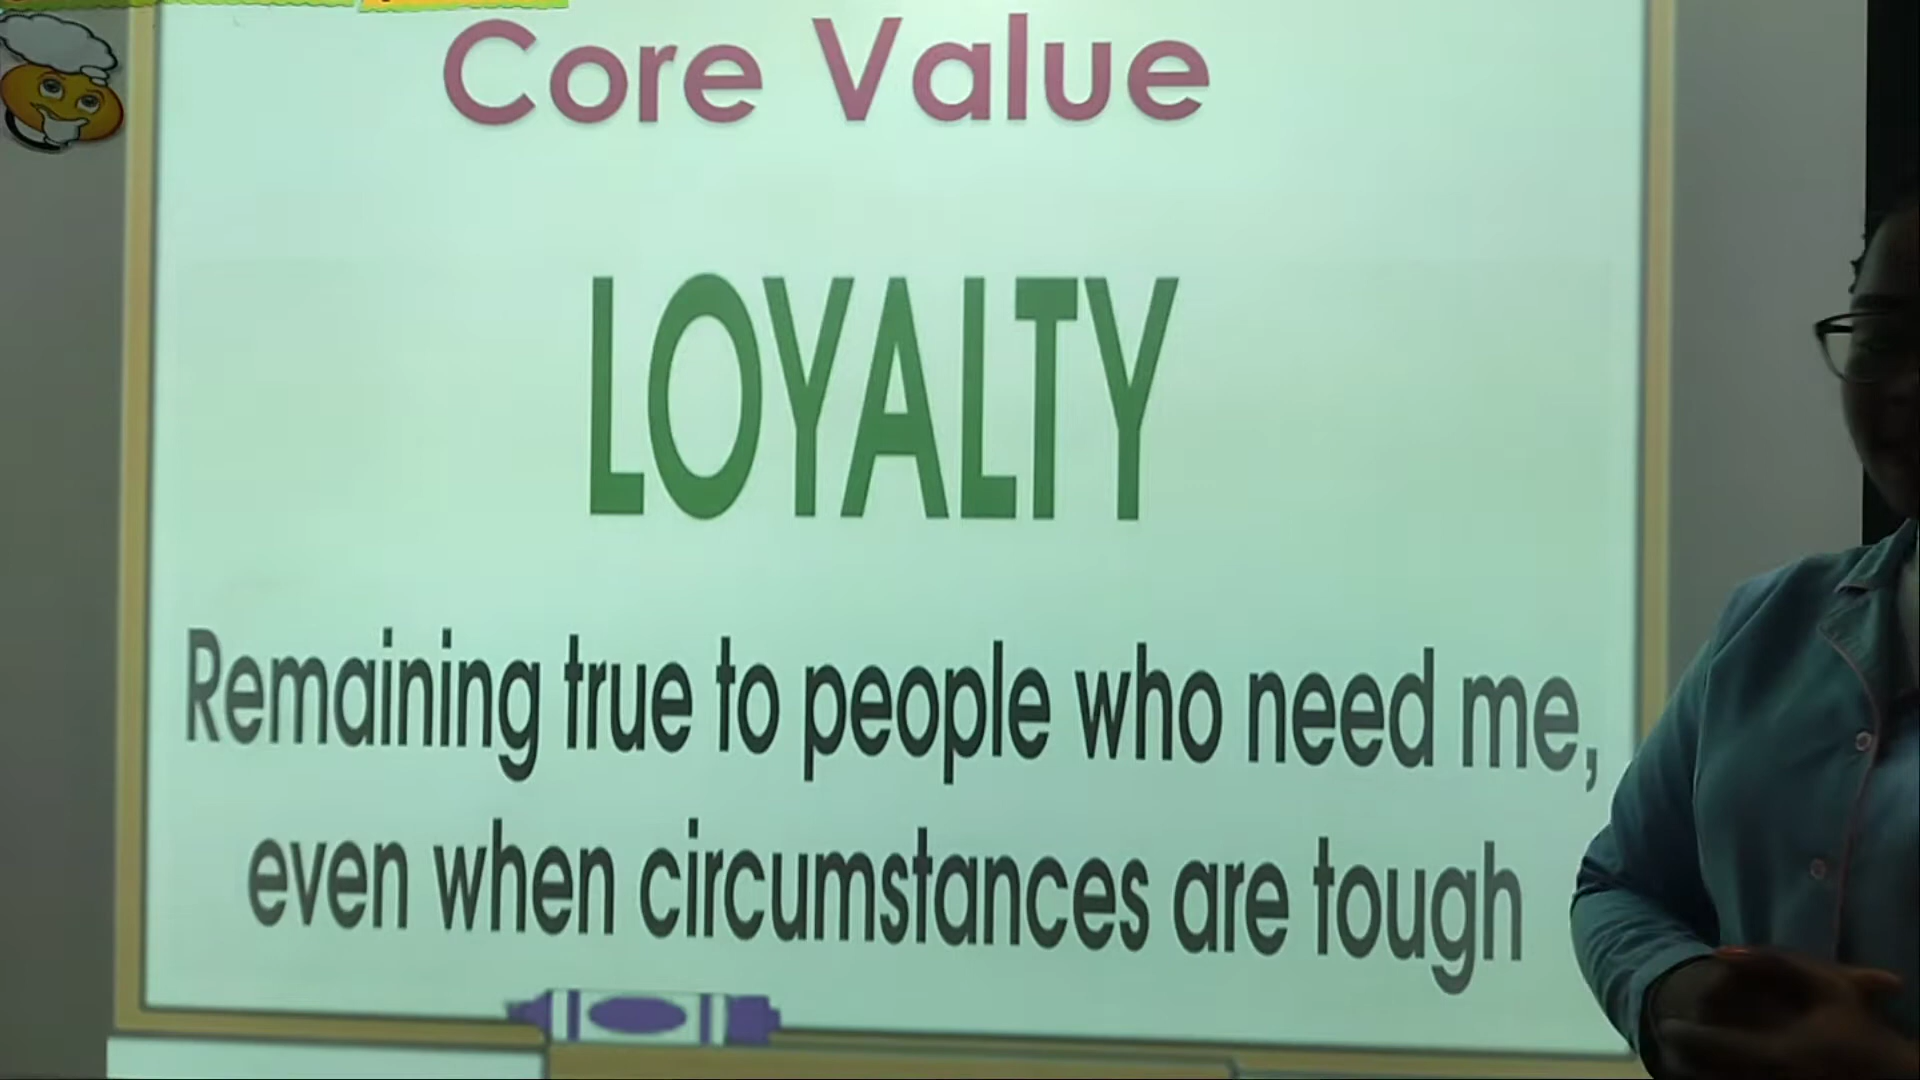 Core Value
LOYALTY
Remaining true to people who need me,
even when circumstances are tough